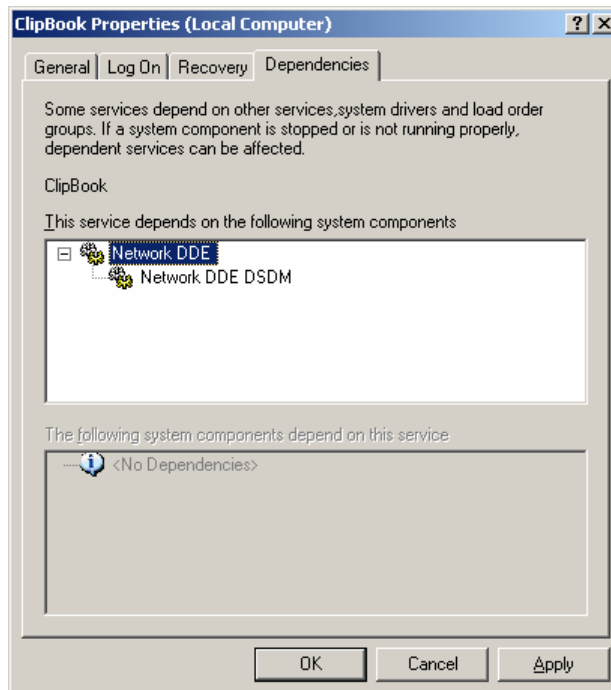 ClipBook Properties (Local Computer)
General Log On Recovery Dependencies
Some services depend on other services,system drivers and load order
groups. If a system component is stopped or is not running properly,
dependent services can be affected.
ClipBook
This service depends on the following system components
Network DDE
Network DDE DSDM
The following system components depend on this service
<No Dependencies>
OK Cancel Apply